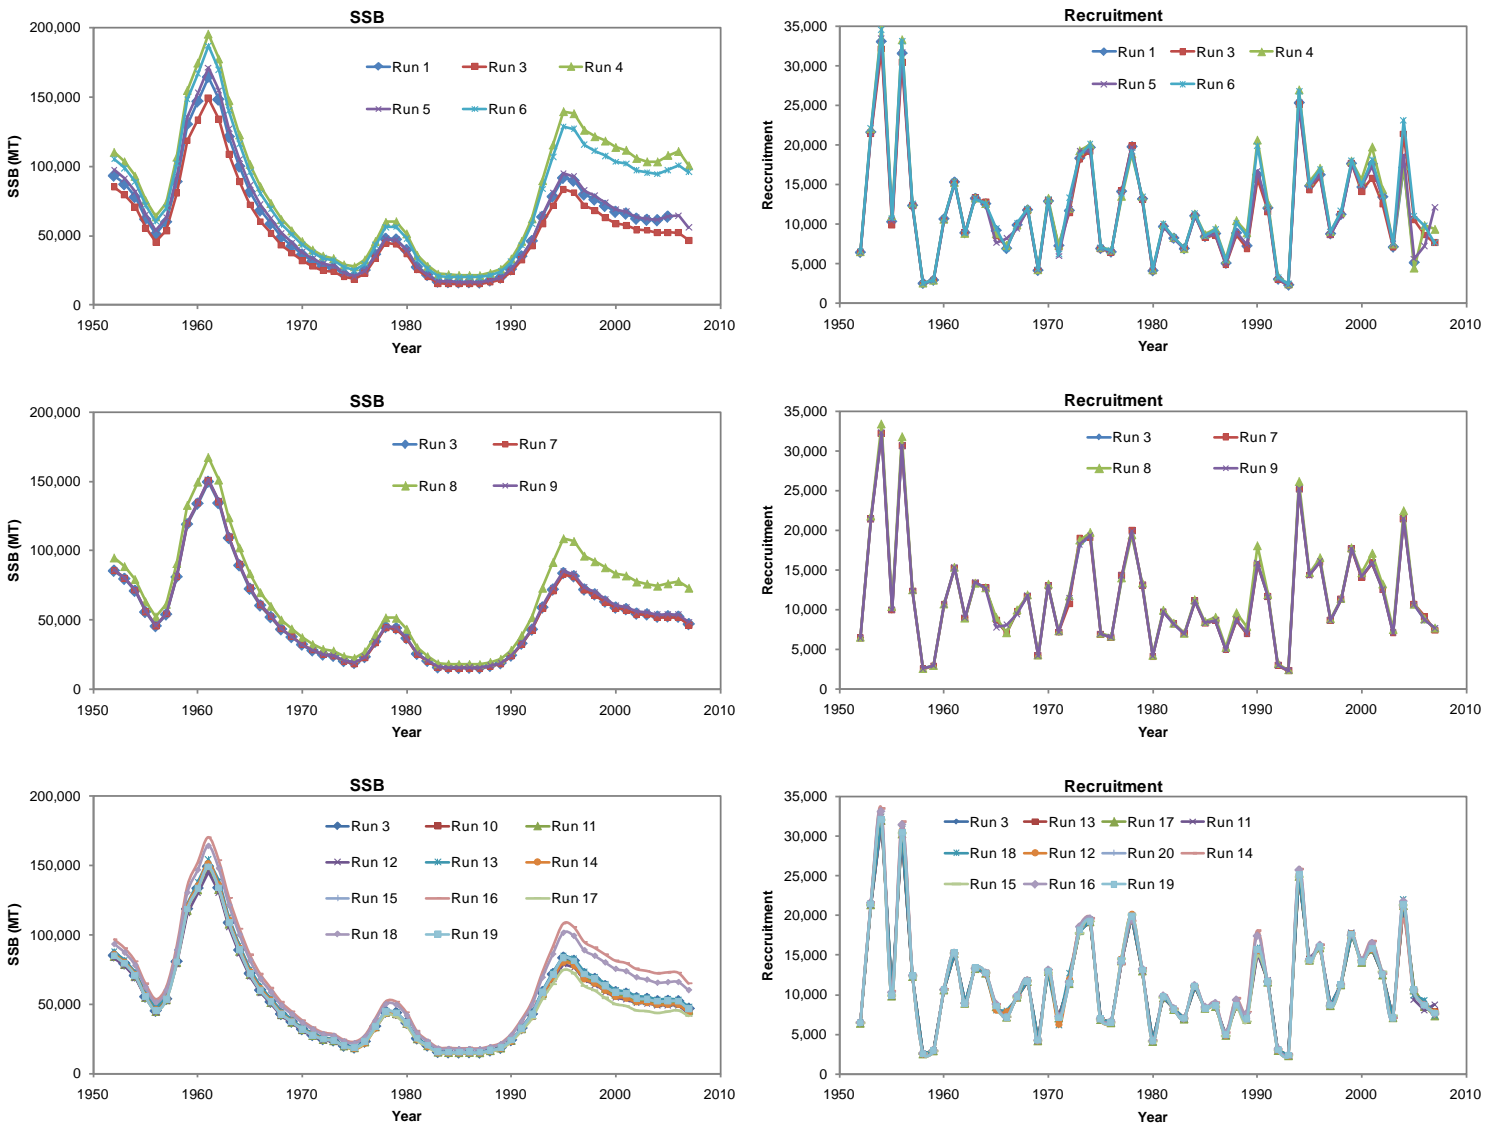 SSB
200,000
150,000
100,000
50,000
0
SSB (MT)
Run 1 Run 3 Run 4
Run 5 Run 6
1950 1960 1970 1980 1990 2000 2010
Year
Recruitment
35,000
30,000
25,000
20,000
15,000
10,000
5,000
0
Reccruitment
Run 1 Run 3 Run 4
Run 5 Run 6
1950 1960 1970 1980 1990 2000 2010
Year
SSB
200,000
150,000
100,000
50,000
0
SSB (MT)
Run 3 Run 7
Run 8 Run 9
1950 1960 1970 1980 1990 2000 2010
Year
Recruitment
35,000
30,000
25,000
20,000
15,000
10,000
5,000
0
Reccruitment
Run 3 Run 7
Run 8 Run 9
1950 1960 1970 1980 1990 2000 2010
Year
SSB
200,000
150,000
100,000
50,000
0
SSB (MT)
Run 3 Run 10 Run 11
Run 12 Run 13 Run 14
Run 15 Run 16 Run 17
Run 18 Run 19
1950 1960 1970 1980 1990 2000 2010
Year
Recruitment
35,000
30,000
25,000
20,000
15,000
10,000
5,000
0
Reccruitment
Run 3 Run 13 Run 17 Run 11
Run 18 Run 12 Run 20 Run 14
Run 15 Run 16 Run 19
1950 1960 1970 1980 1990 2000 2010
Year